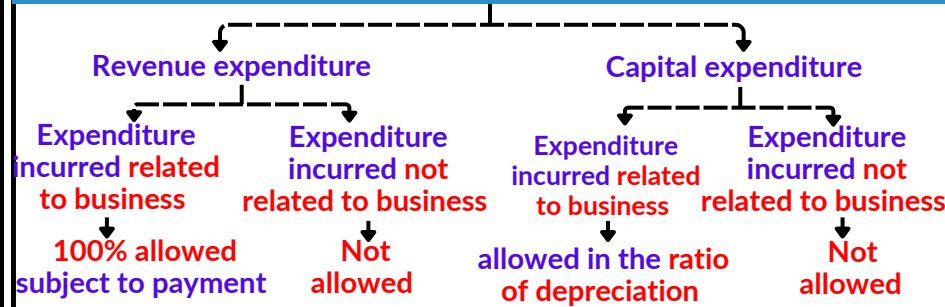 Revenue expenditure
Capital expenditure
Expenditure
incurred related
to business
Expenditure
incurred not
related to business
Expenditure
incurred related
to business
Expenditure
incurred not
related to business
100% allowed
subject to payment
Not
allowed
allowed in the ratio
of depreciation
Not
allowed